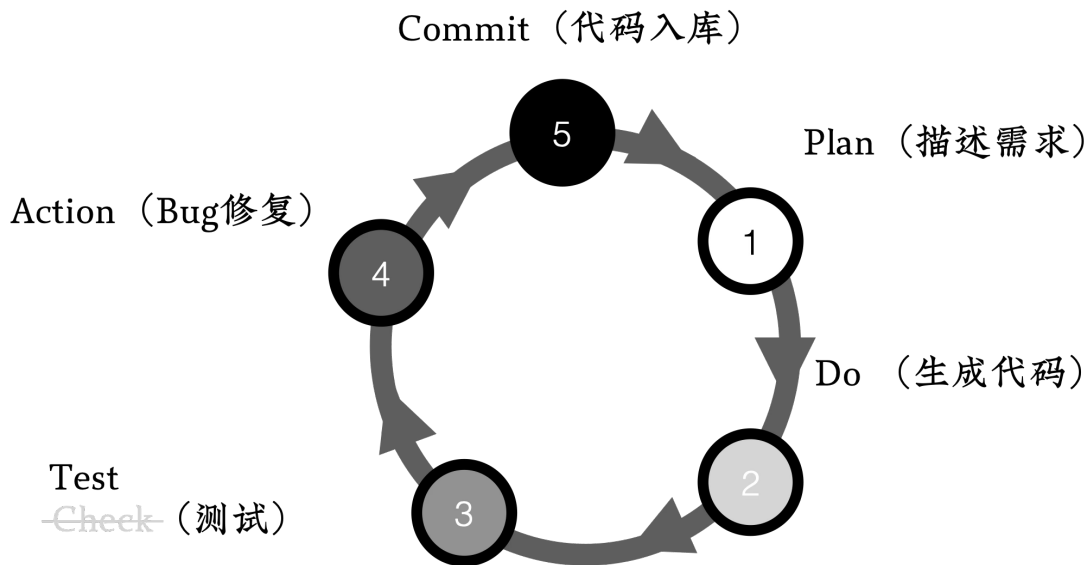 Commit（代码入库）
5
Plan（描述需求）
1
Action（Bug修复）
4
Do （生成代码）
2
Test
Check（测试）
3